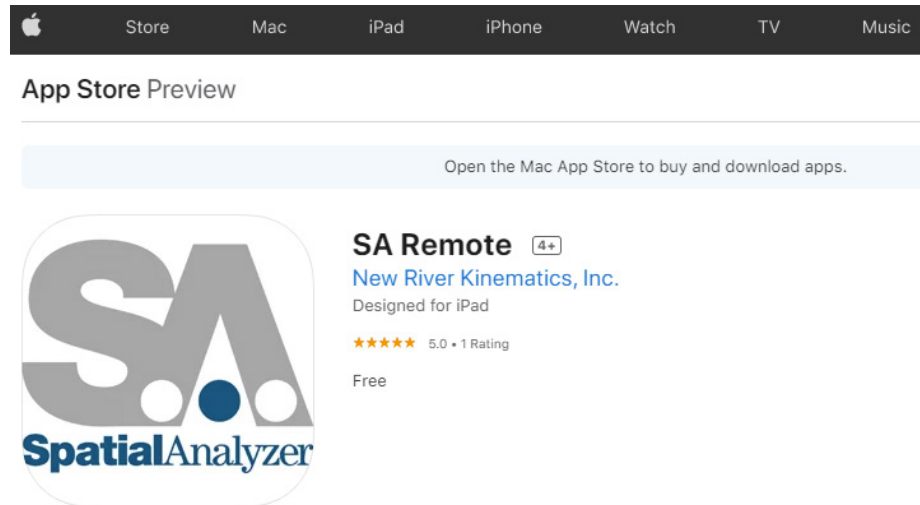 Store Mac iPad iPhone Watch TV Music
App Store Preview
Open the Mac App Store to buy and download apps.
SA
SpatialAnalyzer
SA Remote 4+
New River Kinematics, Inc.
Designed for iPad
★★★★★ 5.0 • 1 Rating
Free